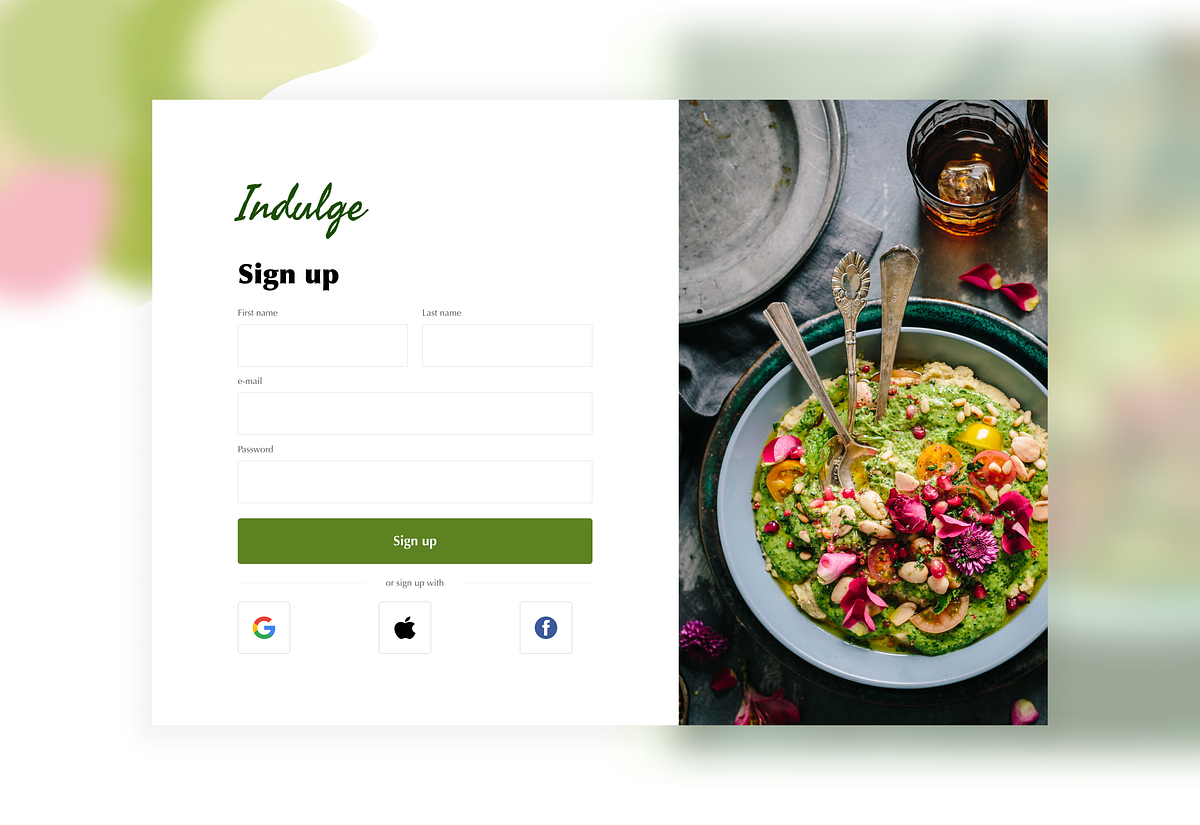 Indulge
Sign up
First name Last name
e-mail
Password
Sign up
or sign up with